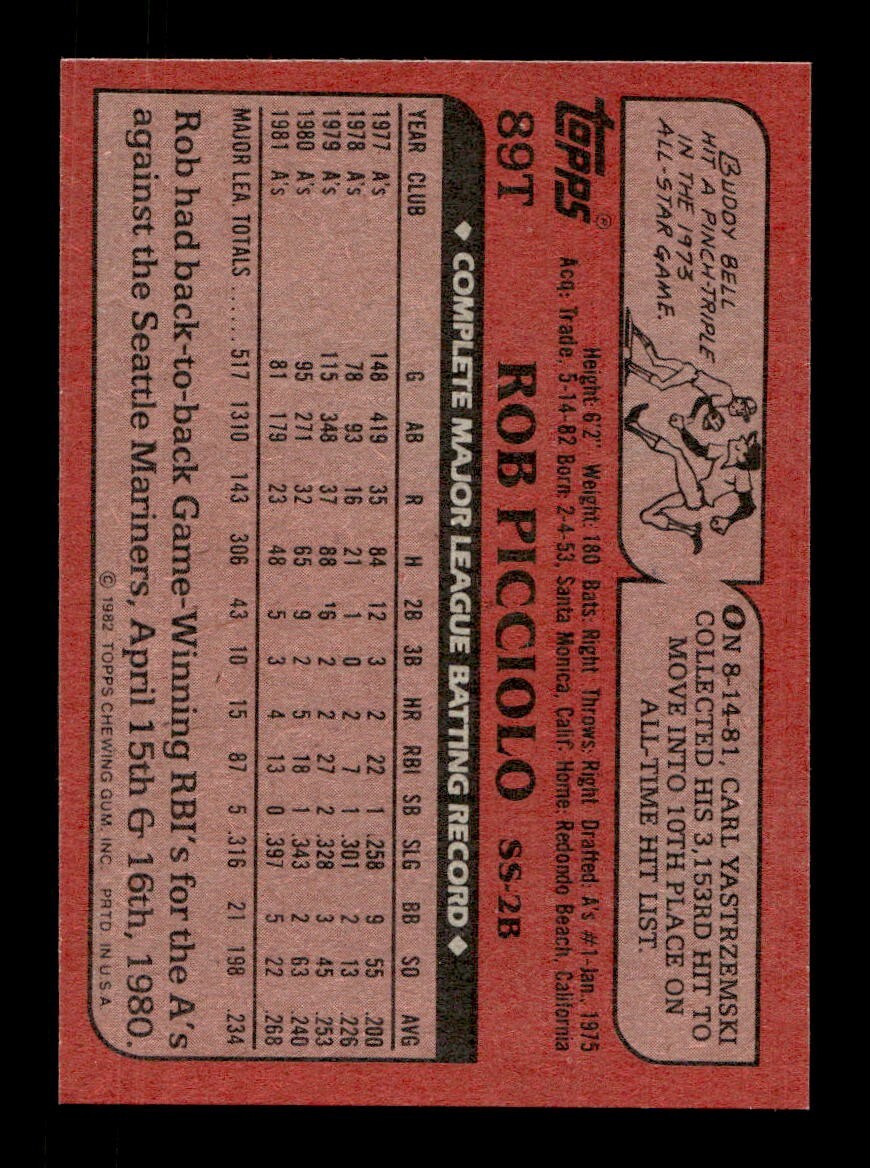 BUDDY BELL
HIT A PINCH-TRIPLE
IN THE 1973
ALL-STAR GAME.
ON 8-14-81, CARL YASTRZEMSKI
COLLECTED HIS 3,153RD HIT TO
MOVE INTO 10TH PLACE ON
ALL-TIME HIT LIST.
topps®
Height: 6'2" Weight: 180 Bats: Right Throws: Right Drafted: A's #1-Jan., 1975
Acq: Trade, 5-14-82 Born: 2-4-53, Santa Monica, Calif. Home: Redondo Beach, California
89T ROB PICCIOLO SS-2B
◆ COMPLETE MAJOR LEAGUE BATTING RECORD ◆
YEAR CLUB G AB R H 2B 3B HR RBI SB SLG BB SO AVG
1977 A's 148 419 35 84 12 3 2 22 1 .258 9 55 .200
1978 A's 78 93 16 21 1 0 2 7 1 .301 2 13 .226
1979 A's 115 348 37 88 16 2 2 27 2 .328 3 45 .253
1980 A's 95 271 32 65 9 2 5 18 1 .343 2 63 .240
1981 A's 81 179 23 48 5 3 4 13 0 .397 5 22 .268
MAJOR LEA TOTALS ...... 517 1310 143 306 43 10 15 87 5 .316 21 198 .234
Rob had back-to-back Game-Winning RBI's for the A's
against the Seattle Mariners, April 15th & 16th, 1980.
© 1982 TOPPS CHEWING GUM, INC. PRTD. IN U.S.A.